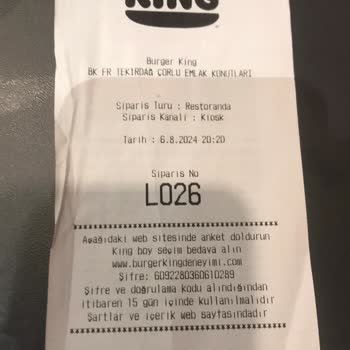 KING
Burger King
BK FR TEKİRDAĞ ÇORLU EMLAK KONUTLARI
Siparis Turu : Restoranda
Siparis Kanali : Kiosk
Tarih : 6.8.2024 20:20
Siparis No
L026
****************************************
Aşağıdaki web sitesinde anket doldurun
King boy seçim bedava alın
www.burgerkingdeneyimi.com
Şifre: 6092280360610289
Şifre ve doğrulama kodu alındığından
itibaren 15 gün içinde kullanılmalıdır
Şartlar ve içerik web sayfasındadır
****************************************